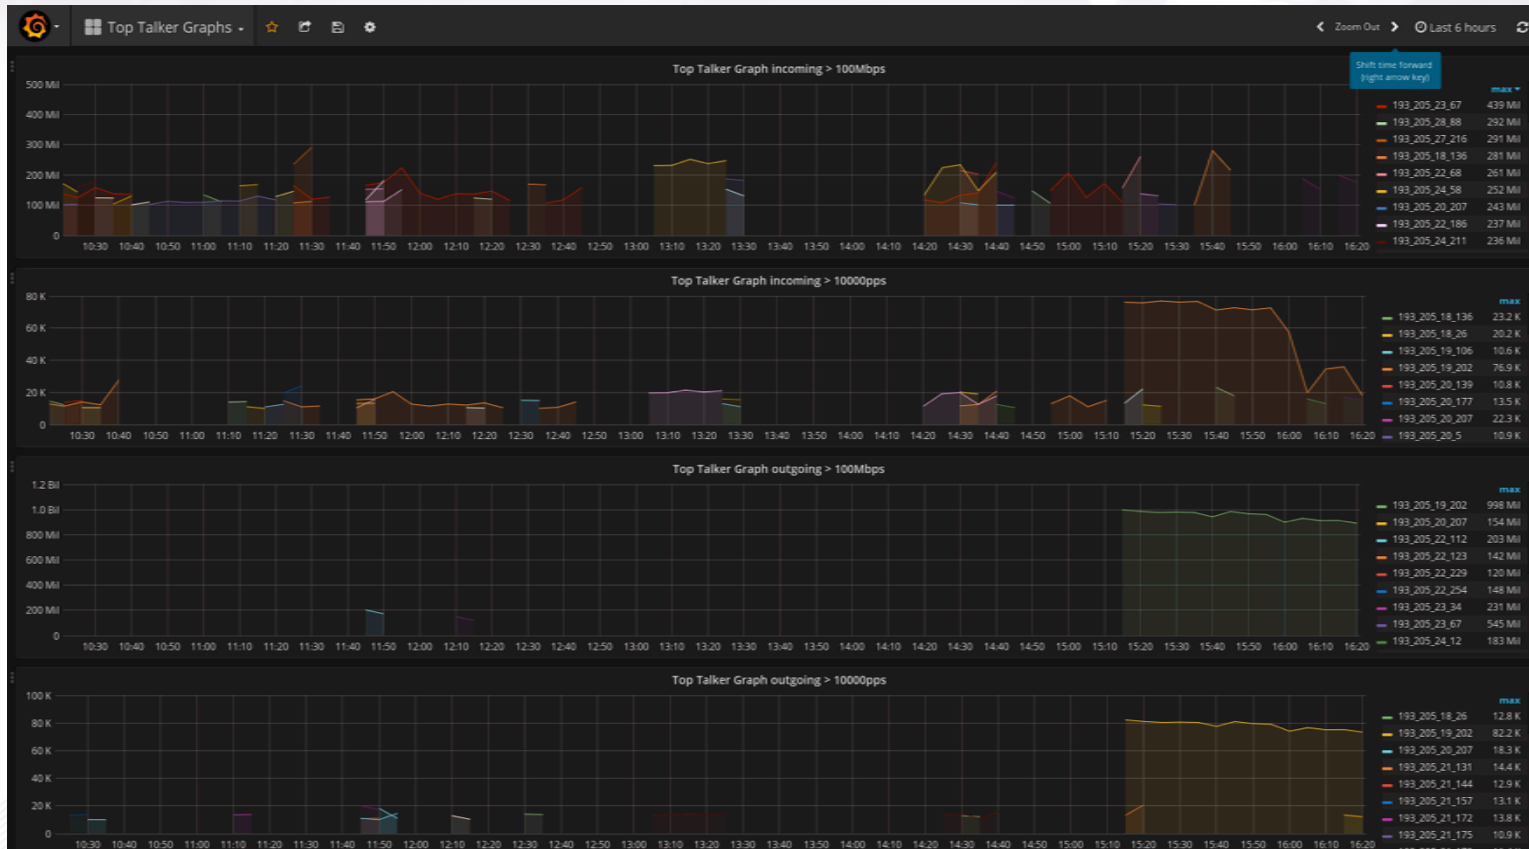 Top Talker Graphs
Zoom Out
Last 6 hours
Shift time forward
(right arrow key)
Top Talker Graph incoming > 100Mbps
500 Mil
400 Mil
300 Mil
200 Mil
100 Mil
0
10:30 10:40 10:50 11:00 11:10 11:20 11:30 11:40 11:50 12:00 12:10 12:20 12:30 12:40 12:50 13:00 13:10 13:20 13:30 13:40 13:50 14:00 14:10 14:20 14:30 14:40 14:50 15:00 15:10 15:20 15:30 15:40 15:50 16:00 16:10 16:20
max
193_205_23_67 439 Mil
193_205_28_88 292 Mil
193_205_27_216 291 Mil
193_205_18_136 281 Mil
193_205_22_68 261 Mil
193_205_24_58 252 Mil
193_205_20_207 243 Mil
193_205_22_186 237 Mil
193_205_24_211 236 Mil
Top Talker Graph incoming > 10000pps
80 K
60 K
40 K
20 K
0
10:30 10:40 10:50 11:00 11:10 11:20 11:30 11:40 11:50 12:00 12:10 12:20 12:30 12:40 12:50 13:00 13:10 13:20 13:30 13:40 13:50 14:00 14:10 14:20 14:30 14:40 14:50 15:00 15:10 15:20 15:30 15:40 15:50 16:00 16:10 16:20
max
193_205_18_136 23.2 K
193_205_18_26 20.2 K
193_205_19_106 10.6 K
193_205_19_202 76.9 K
193_205_20_139 10.8 K
193_205_20_177 13.5 K
193_205_20_207 22.3 K
193_205_20_5 10.9 K
Top Talker Graph outgoing > 100Mbps
1.2 Bil
1.0 Bil
800 Mil
600 Mil
400 Mil
200 Mil
0
10:30 10:40 10:50 11:00 11:10 11:20 11:30 11:40 11:50 12:00 12:10 12:20 12:30 12:40 12:50 13:00 13:10 13:20 13:30 13:40 13:50 14:00 14:10 14:20 14:30 14:40 14:50 15:00 15:10 15:20 15:30 15:40 15:50 16:00 16:10 16:20
max
193_205_19_202 998 Mil
193_205_20_207 154 Mil
193_205_22_112 203 Mil
193_205_22_123 142 Mil
193_205_22_229 120 Mil
193_205_22_254 148 Mil
193_205_23_34 231 Mil
193_205_23_67 545 Mil
193_205_24_12 183 Mil
Top Talker Graph outgoing > 10000pps
100 K
80 K
60 K
40 K
20 K
0
10:30 10:40 10:50 11:00 11:10 11:20 11:30 11:40 11:50 12:00 12:10 12:20 12:30 12:40 12:50 13:00 13:10 13:20 13:30 13:40 13:50 14:00 14:10 14:20 14:30 14:40 14:50 15:00 15:10 15:20 15:30 15:40 15:50 16:00 16:10 16:20
max
193_205_18_26 12.8 K
193_205_19_202 82.2 K
193_205_20_207 18.3 K
193_205_21_131 14.4 K
193_205_21_144 12.9 K
193_205_21_157 13.1 K
193_205_21_172 13.8 K
193_205_21_175 10.9 K